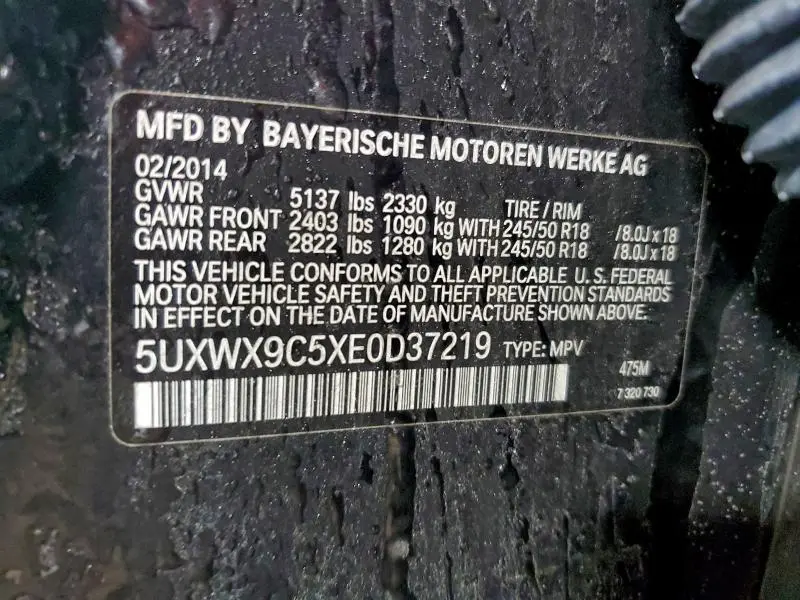 MFD BY BAYERISCHE MOTOREN WERKE AG
02/2014
GVWR 5137 lbs 2330 kg TIRE / RIM
GAWR FRONT 2403 lbs 1090 kg WITH 245/50 R18 /8.0J x 18
GAWR REAR 2822 lbs 1280 kg WITH 245/50 R18 /8.0J x 18
THIS VEHICLE CONFORMS TO ALL APPLICABLE U. S. FEDERAL
MOTOR VEHICLE SAFETY AND THEFT PREVENTION STANDARDS
IN EFFECT ON THE DATE OF MANUFACTURE SHOWN ABOVE.
5UXWX9C5XE0D37219 TYPE: MPV
475M
7 320 730